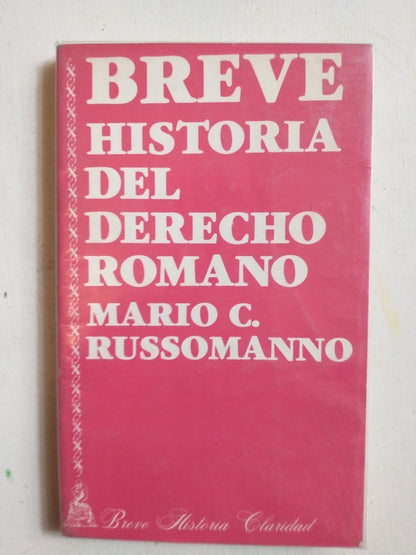 BREVE
HISTORIA
DEL
DERECHO
ROMANO
MARIO C.
RUSSOMANNO
Breve Historia Claridad